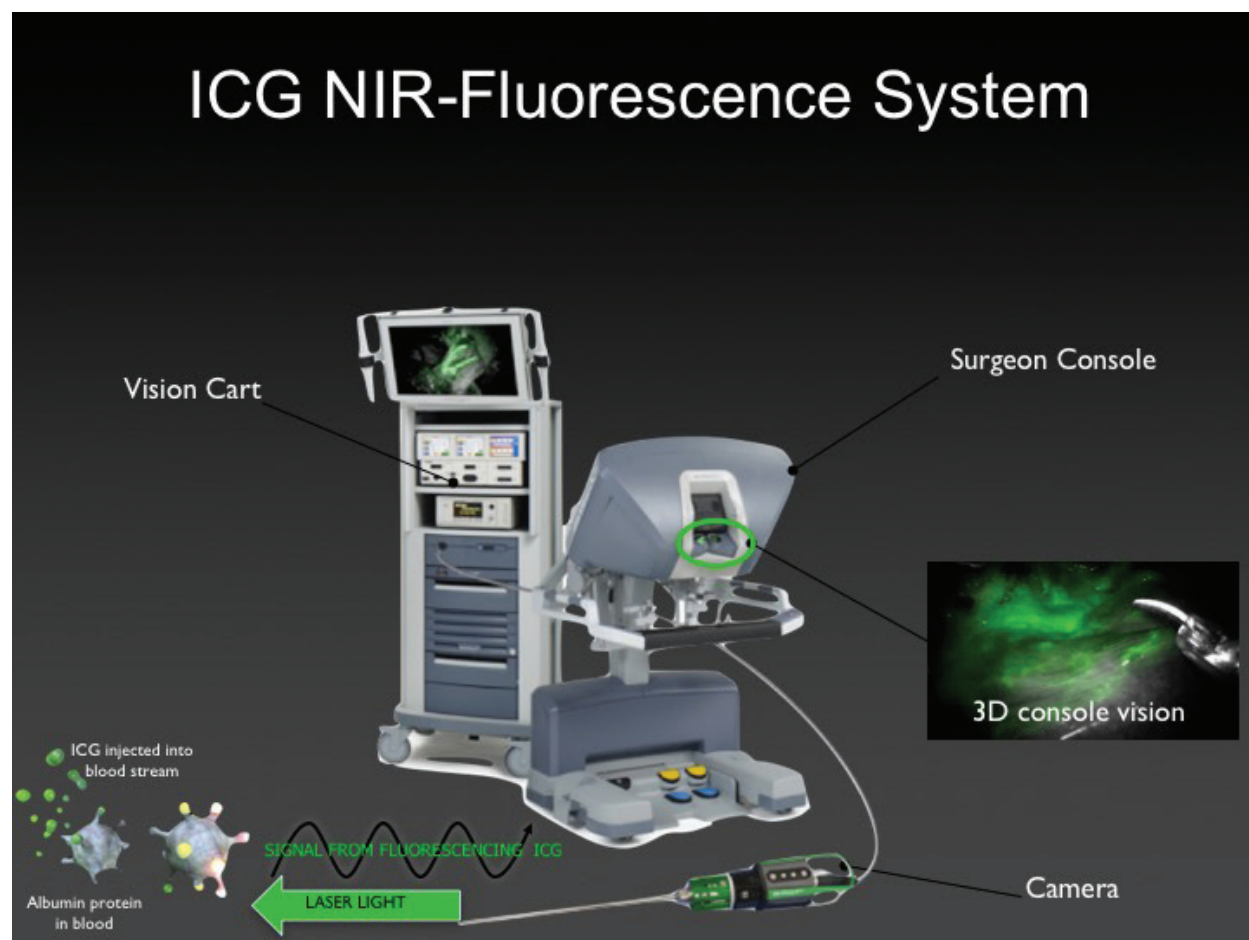 ICG NIR-Fluorescence System
Surgeon Console
Vision Cart
3D console vision
ICG injected into
blood stream
SIGNAL FROM FLUORESCENCING ICG
LASER LIGHT
Albumin protein
in blood
Camera